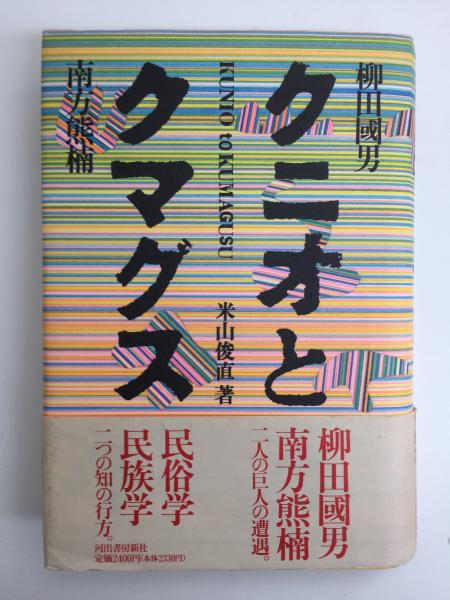 柳田國男
クニオと
KUNIO to KUMAGUSU
米山俊直 著
クマグス
南方熊楠
柳田國男
南方熊楠
二人の巨人の遭遇。
民俗学
民族学
二つの知の行方。
河出書房新社
定価2400円(本体2330円)